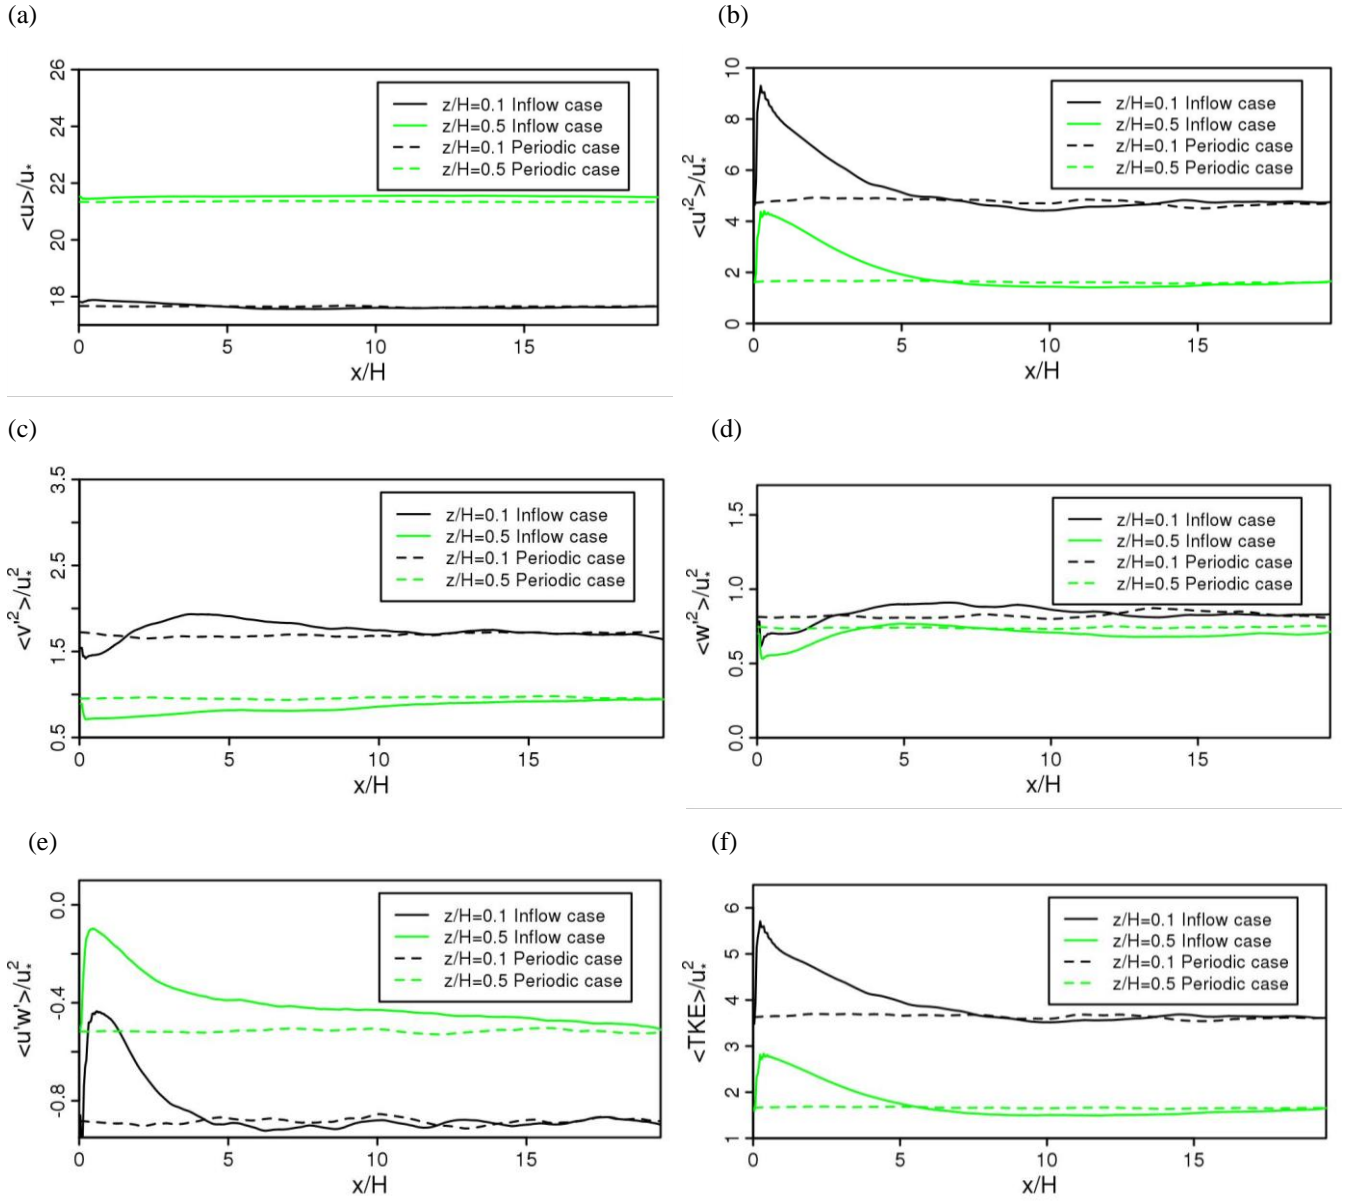 (a)
<u>/u*
18 20 22 24 26
z/H=0.1 Inflow case
z/H=0.5 Inflow case
z/H=0.1 Periodic case
z/H=0.5 Periodic case
0 5 10 15
x/H
(b)
<u'²>/u*²
0 2 4 6 8 10
z/H=0.1 Inflow case
z/H=0.5 Inflow case
z/H=0.1 Periodic case
z/H=0.5 Periodic case
0 5 10 15
x/H
(c)
<v'²>/u*²
0.5 1.5 2.5 3.5
z/H=0.1 Inflow case
z/H=0.5 Inflow case
z/H=0.1 Periodic case
z/H=0.5 Periodic case
0 5 10 15
x/H
(d)
<w'²>/u*²
0.0 0.5 1.0 1.5
z/H=0.1 Inflow case
z/H=0.5 Inflow case
z/H=0.1 Periodic case
z/H=0.5 Periodic case
0 5 10 15
x/H
(e)
<u'w'>/u*²
-0.8 -0.4 0.0
z/H=0.1 Inflow case
z/H=0.5 Inflow case
z/H=0.1 Periodic case
z/H=0.5 Periodic case
0 5 10 15
x/H
(f)
<TKE>/u*²
1 2 3 4 5 6
z/H=0.1 Inflow case
z/H=0.5 Inflow case
z/H=0.1 Periodic case
z/H=0.5 Periodic case
0 5 10 15
x/H